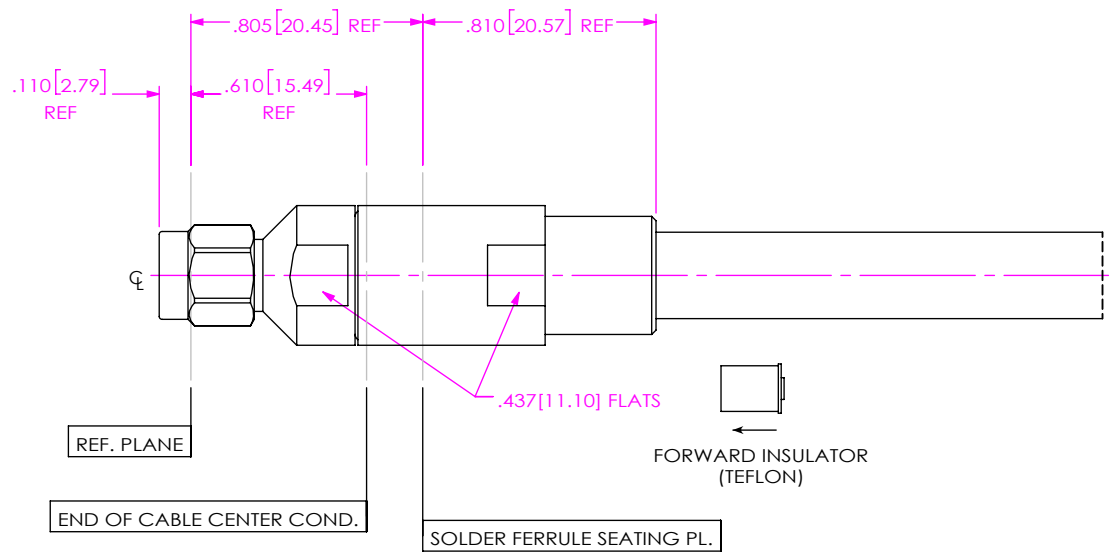 .805[20.45] REF
.810[20.57] REF
.110[2.79]
REF
.610[15.49]
REF
℄
.437[11.10] FLATS
REF. PLANE
FORWARD INSULATOR
(TEFLON)
END OF CABLE CENTER COND.
SOLDER FERRULE SEATING PL.